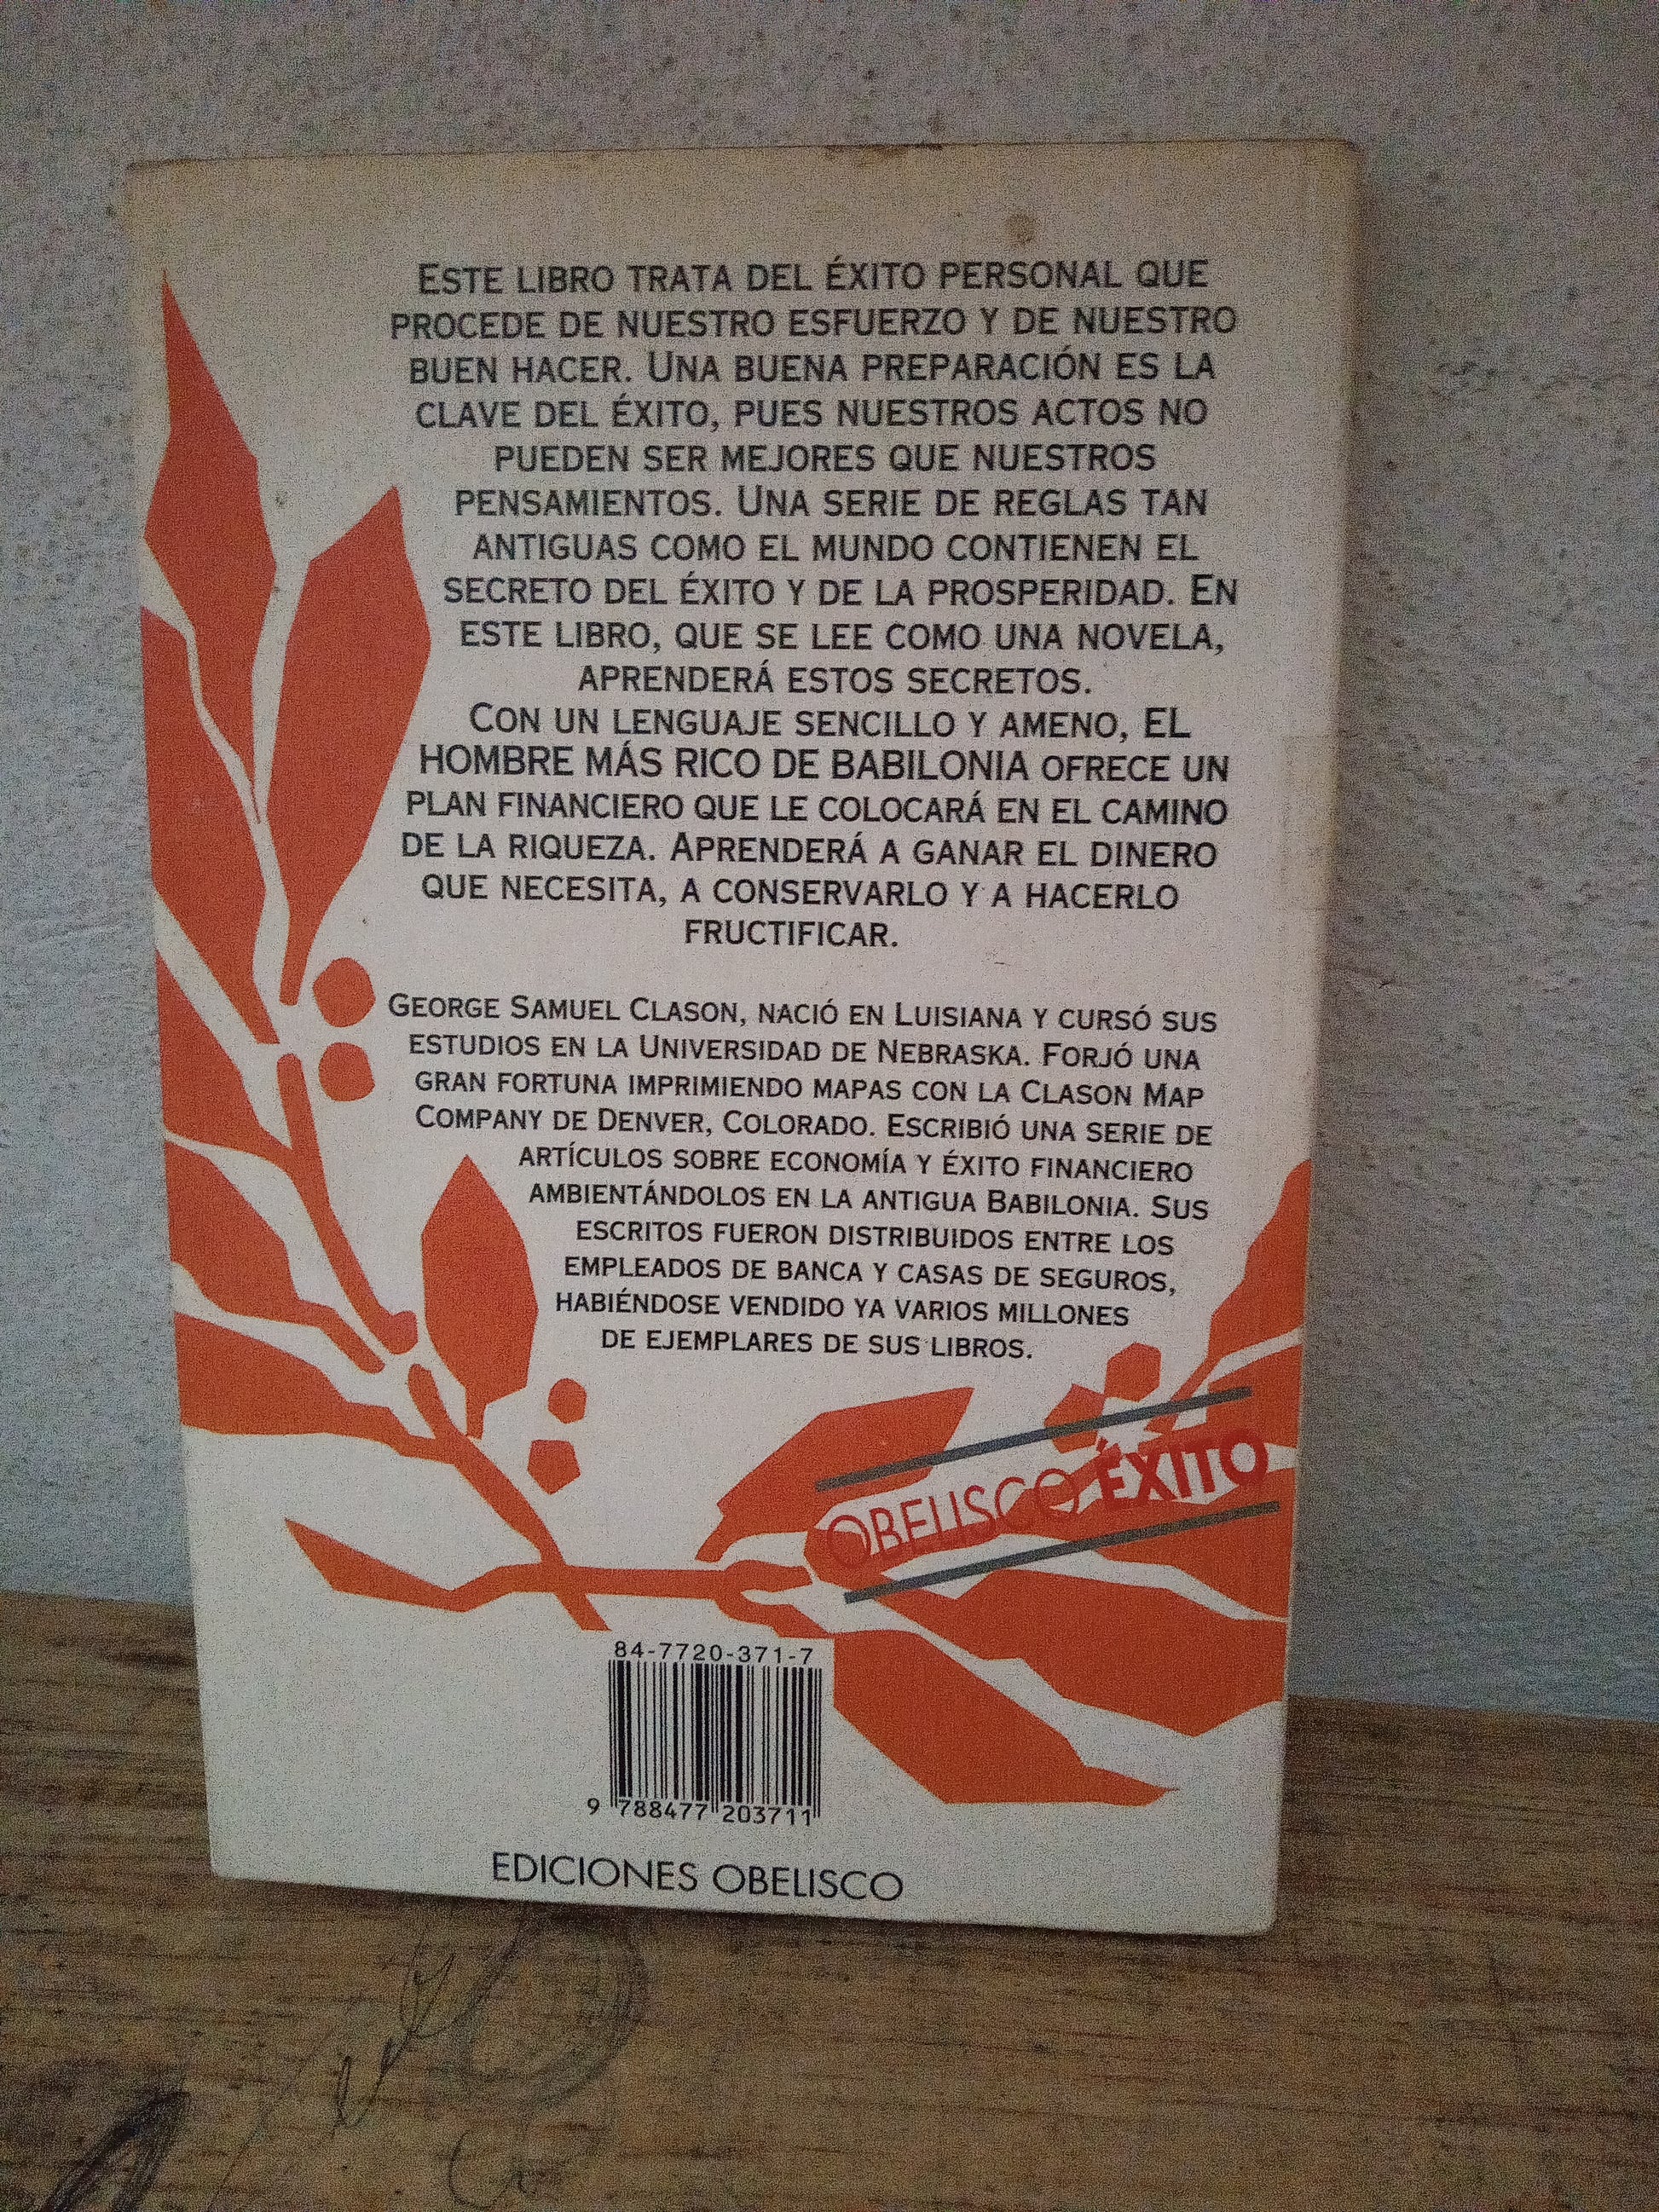 ESTE LIBRO TRATA DEL ÉXITO PERSONAL QUE
PROCEDE DE NUESTRO ESFUERZO Y DE NUESTRO
BUEN HACER. UNA BUENA PREPARACIÓN ES LA
CLAVE DEL ÉXITO, PUES NUESTROS ACTOS NO
PUEDEN SER MEJORES QUE NUESTROS
PENSAMIENTOS. UNA SERIE DE REGLAS TAN
ANTIGUAS COMO EL MUNDO CONTIENEN EL
SECRETO DEL ÉXITO Y DE LA PROSPERIDAD. EN
ESTE LIBRO, QUE SE LEE COMO UNA NOVELA,
APRENDERÁ ESTOS SECRETOS.
CON UN LENGUAJE SENCILLO Y AMENO, EL
HOMBRE MÁS RICO DE BABILONIA OFRECE UN
PLAN FINANCIERO QUE LE COLOCARÁ EN EL CAMINO
DE LA RIQUEZA. APRENDERÁ A GANAR EL DINERO
QUE NECESITA, A CONSERVARLO Y A HACERLO
FRUCTIFICAR.
GEORGE SAMUEL CLASON, NACIÓ EN LUISIANA Y CURSÓ SUS
ESTUDIOS EN LA UNIVERSIDAD DE NEBRASKA. FORJÓ UNA
GRAN FORTUNA IMPRIMIENDO MAPAS CON LA CLASON MAP
COMPANY DE DENVER, COLORADO. ESCRIBIÓ UNA SERIE DE
ARTÍCULOS SOBRE ECONOMÍA Y ÉXITO FINANCIERO
AMBIENTÁNDOLOS EN LA ANTIGUA BABILONIA. SUS
ESCRITOS FUERON DISTRIBUIDOS ENTRE LOS
EMPLEADOS DE BANCA Y CASAS DE SEGUROS,
HABIÉNDOSE VENDIDO YA VARIOS MILLONES
DE EJEMPLARES DE SUS LIBROS.
OBELISCO ÉXITO
84-7720-371-7
9 788477 203711
EDICIONES OBELISCO